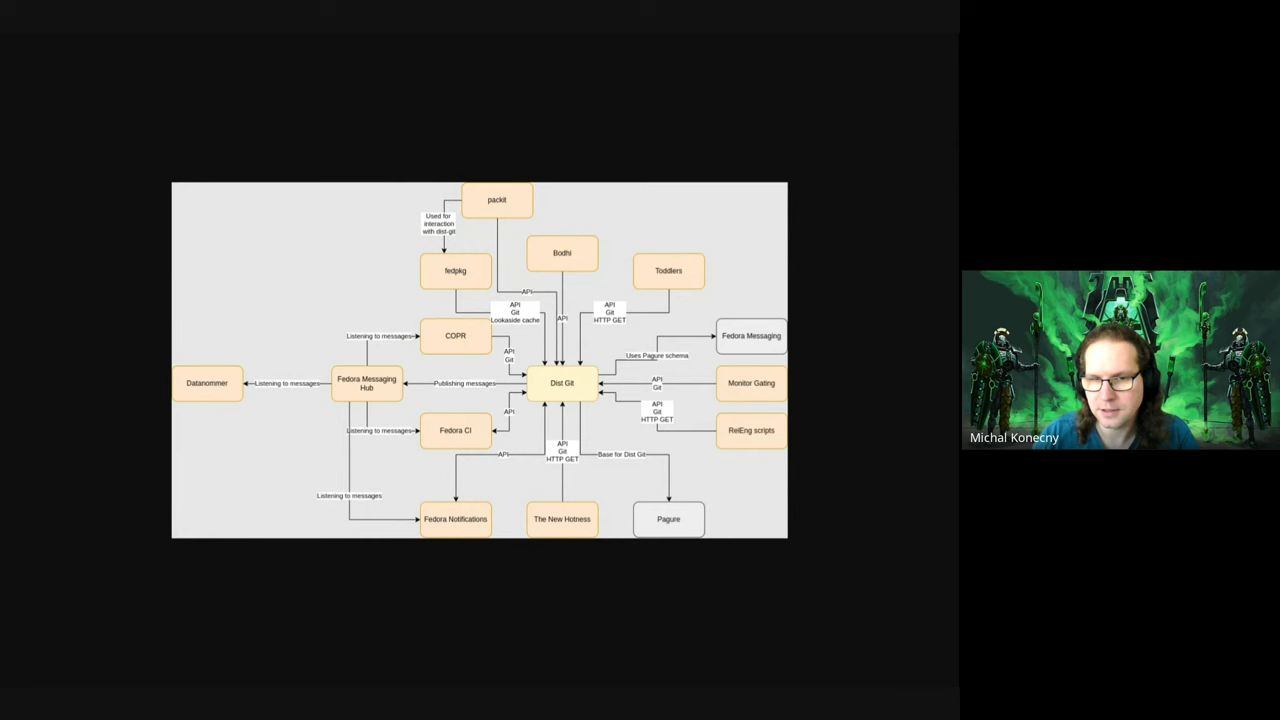 packit
Used for
interaction
with dist-git
Bodhi
fedpkg
Toddlers
API
API
Git
Lookaside cache
API
API
Git
HTTP GET
Listening to messages
COPR
Fedora Messaging
API
Git
Uses Pagure schema
Datanommer
Listening to messages
Fedora Messaging
Hub
Publishing messages
Dist Git
API
Git
Monitor Gating
API
Git
HTTP GET
API
Listening to messages
Fedora CI
RelEng scripts
API
API
Git
HTTP GET
Base for Dist Git
Listening to messages
Fedora Notifications
The New Hotness
Pagure
Michal Konecny